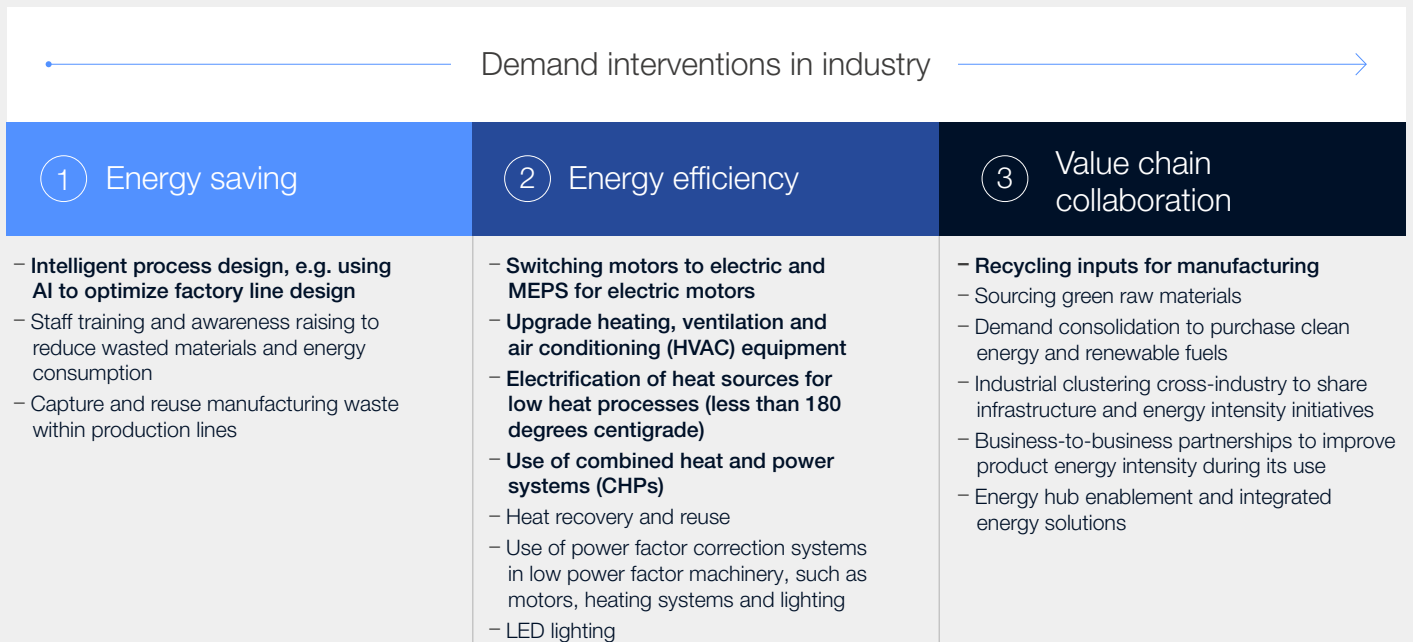 Demand interventions in industry
1 Energy saving
– Intelligent process design, e.g. using
AI to optimize factory line design
– Staff training and awareness raising to
reduce wasted materials and energy
consumption
– Capture and reuse manufacturing waste
within production lines
2 Energy efficiency
– Switching motors to electric and
MEPS for electric motors
– Upgrade heating, ventilation and
air conditioning (HVAC) equipment
– Electrification of heat sources for
low heat processes (less than 180
degrees centigrade)
– Use of combined heat and power
systems (CHPs)
– Heat recovery and reuse
– Use of power factor correction systems
in low power factor machinery, such as
motors, heating systems and lighting
– LED lighting
3 Value chain
collaboration
– Recycling inputs for manufacturing
– Sourcing green raw materials
– Demand consolidation to purchase clean
energy and renewable fuels
– Industrial clustering cross-industry to share
infrastructure and energy intensity initiatives
– Business-to-business partnerships to improve
product energy intensity during its use
– Energy hub enablement and integrated
energy solutions